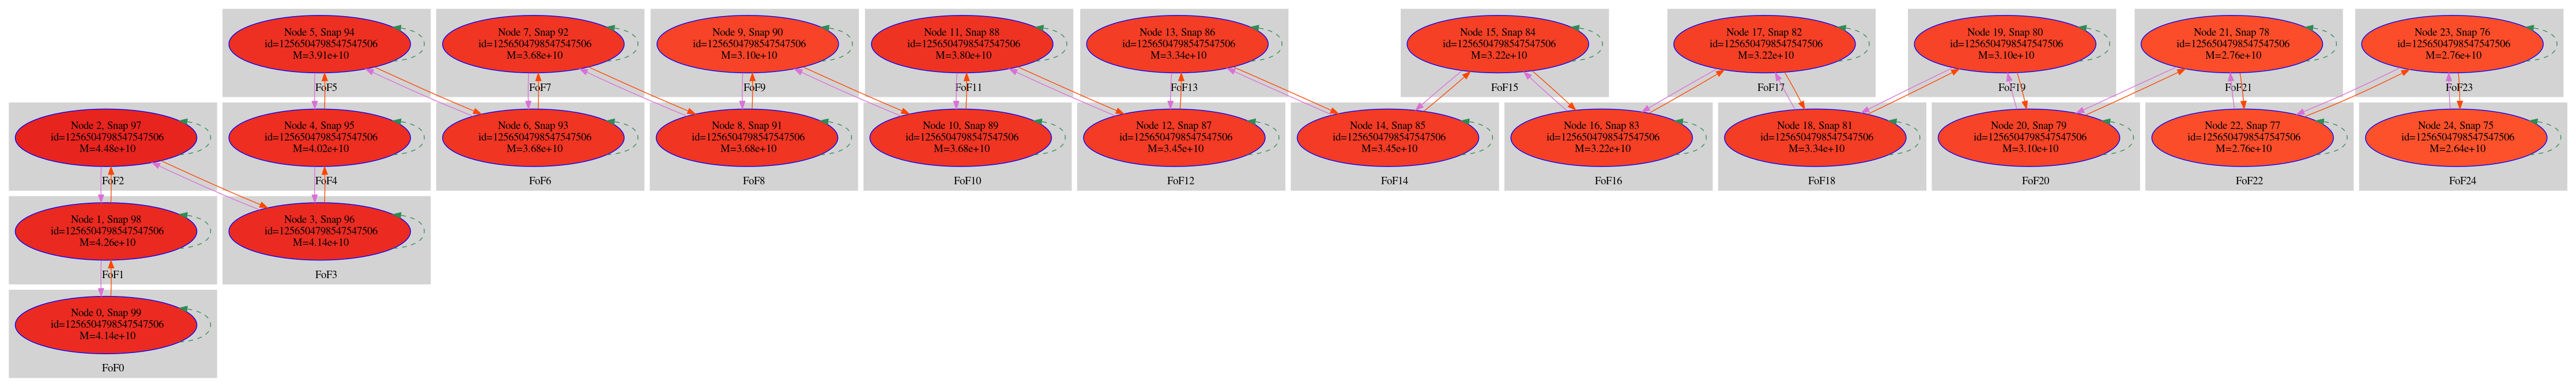 Node 5, Snap 94
id=1256504798547547506
M=3.91e+10
FoF5
Node 7, Snap 92
id=1256504798547547506
M=3.68e+10
FoF7
Node 9, Snap 90
id=1256504798547547506
M=3.10e+10
FoF9
Node 11, Snap 88
id=1256504798547547506
M=3.80e+10
FoF11
Node 13, Snap 86
id=1256504798547547506
M=3.34e+10
FoF13
Node 15, Snap 84
id=1256504798547547506
M=3.22e+10
FoF15
Node 17, Snap 82
id=1256504798547547506
M=3.22e+10
FoF17
Node 19, Snap 80
id=1256504798547547506
M=3.10e+10
FoF19
Node 21, Snap 78
id=1256504798547547506
M=2.76e+10
FoF21
Node 23, Snap 76
id=1256504798547547506
M=2.76e+10
FoF23
Node 2, Snap 97
id=1256504798547547506
M=4.48e+10
FoF2
Node 4, Snap 95
id=1256504798547547506
M=4.02e+10
FoF4
Node 6, Snap 93
id=1256504798547547506
M=3.68e+10
FoF6
Node 8, Snap 91
id=1256504798547547506
M=3.68e+10
FoF8
Node 10, Snap 89
id=1256504798547547506
M=3.68e+10
FoF10
Node 12, Snap 87
id=1256504798547547506
M=3.45e+10
FoF12
Node 14, Snap 85
id=1256504798547547506
M=3.45e+10
FoF14
Node 16, Snap 83
id=1256504798547547506
M=3.22e+10
FoF16
Node 18, Snap 81
id=1256504798547547506
M=3.34e+10
FoF18
Node 20, Snap 79
id=1256504798547547506
M=3.10e+10
FoF20
Node 22, Snap 77
id=1256504798547547506
M=2.76e+10
FoF22
Node 24, Snap 75
id=1256504798547547506
M=2.64e+10
FoF24
Node 1, Snap 98
id=1256504798547547506
M=4.26e+10
FoF1
Node 3, Snap 96
id=1256504798547547506
M=4.14e+10
FoF3
Node 0, Snap 99
id=1256504798547547506
M=4.14e+10
FoF0